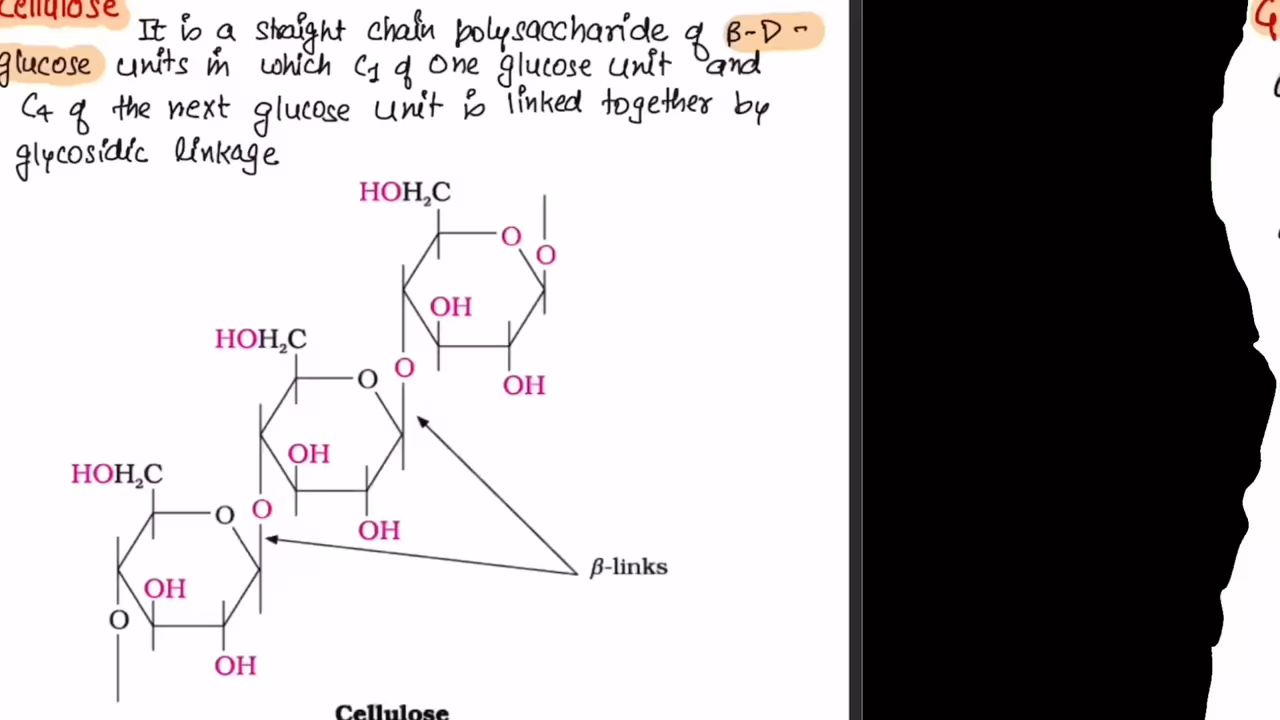 Cellulose
It is a straight chain polysaccharide of β-D-
glucose units in which C1 of one glucose unit and
C4 of the next glucose unit is linked together by
glycosidic linkage
HOH₂C
O
O
OH
HOH₂C
O
O
OH
OH
HOH₂C
O
O
OH
OH
β-links
OH
O
OH
Cellulose